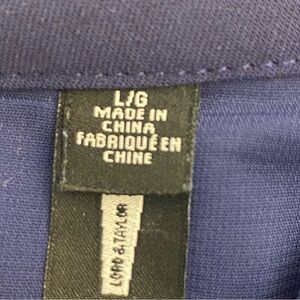 L/G
MADE IN
CHINA
FABRIQUÉ EN
CHINE
LORD & TAYLOR